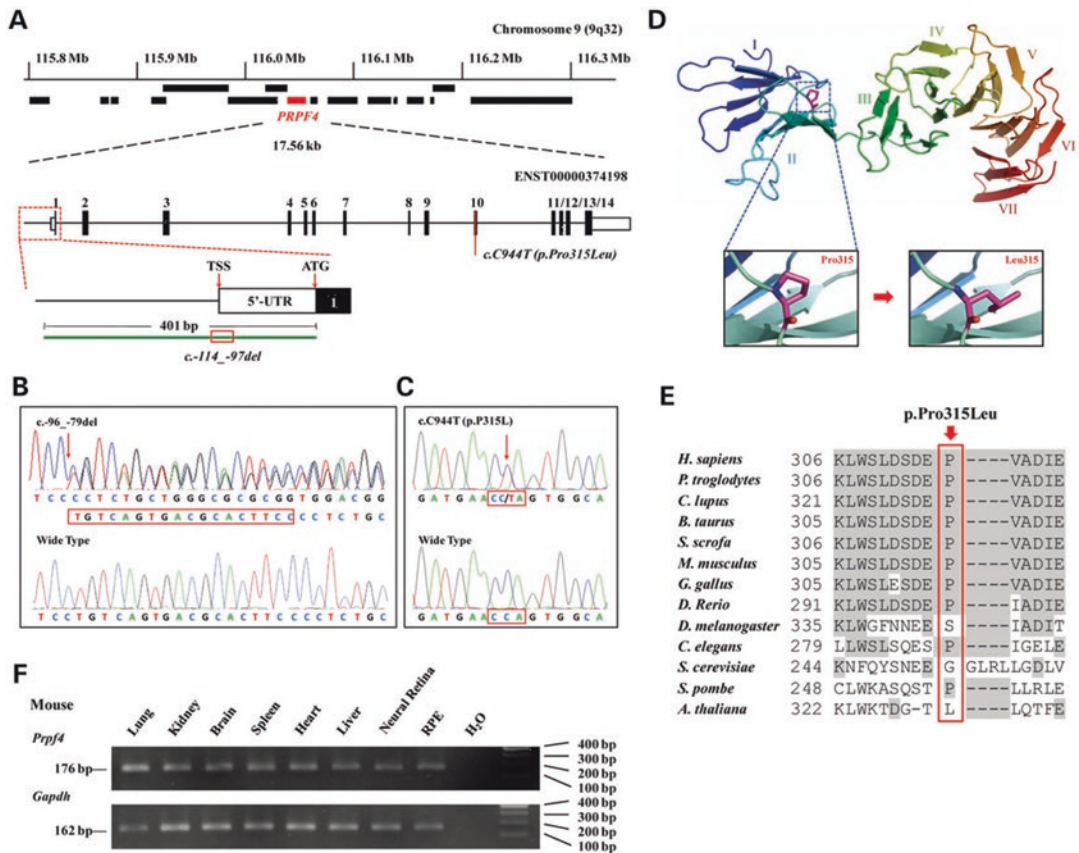 A
Chromosome 9 (9q32)
115.8 Mb 115.9 Mb 116.0 Mb 116.1 Mb 116.2 Mb 116.3 Mb
PRPF4
17.56 kb
ENST00000374198
1 2 3 4 5 6 7 8 9 10 11/12/13/14
c.C944T (p.Pro315Leu)
TSS ATG
5'-UTR 1
401 bp
c.-114_-97del
B
c.-96_-79del
T C C C C T C T G C T G G G C G C G C G G T G G A C G G
T G T C A G T G A C G C A C T T C C C C T C T G C
Wide Type
T C C T G T C A G T G A C G C A C T T C C C C T C T G C
C
c.C944T (p.P315L)
G A T G A A C C/T A G T G G C A
Wide Type
G A T G A A C C A G T G G C A
D
I
II
III
IV
V
VI
VII
Pro315
Leu315
E
p.Pro315Leu
H. sapiens 306 KLWSLDSDE P ----VADIE
P. troglodytes 306 KLWSLDSDE P ----VADIE
C. lupus 321 KLWSLDSDE P ----VADIE
B. taurus 305 KLWSLDSDE P ----VADIE
S. scrofa 306 KLWSLDSDE P ----VADIE
M. musculus 305 KLWSLDSDE P ----VADIE
G. gallus 305 KLWSLESDE P ----VADIE
D. Rerio 291 KLWSLDSDE P ----IADIE
D. melanogaster 335 KLWGFNNEE S ----IADIT
C. elegans 279 LLWSLSQES P ----IGELE
S. cerevisiae 244 KNFQYSNEE G GLRLLGDLV
S. pombe 248 CLWKASQST P ----LLRLE
A. thaliana 322 KLWKTDG-T L ----LQTFE
F
Mouse
Lung Kidney Brain Spleen Heart Liver Neural Retina RPE H₂O
Prpf4
176 bp
400 bp
300 bp
200 bp
100 bp
Gapdh
162 bp
400 bp
300 bp
200 bp
100 bp